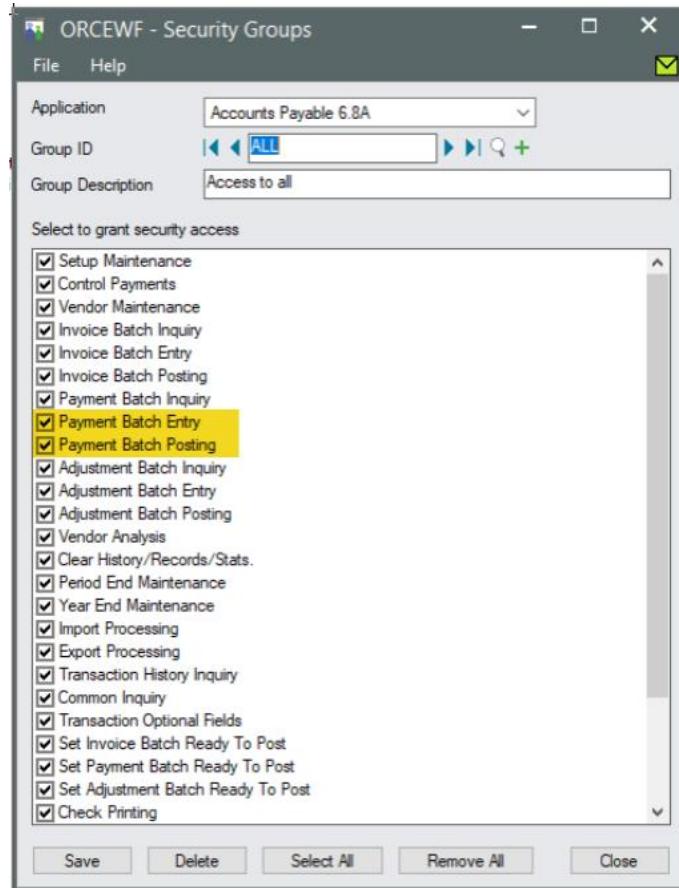 ORCEWF - Security Groups
File Help
Application Accounts Payable 6.8A
Group ID ALL
Group Description Access to all
Select to grant security access
Setup Maintenance
Control Payments
Vendor Maintenance
Invoice Batch Inquiry
Invoice Batch Entry
Invoice Batch Posting
Payment Batch Inquiry
Payment Batch Entry
Payment Batch Posting
Adjustment Batch Inquiry
Adjustment Batch Entry
Adjustment Batch Posting
Vendor Analysis
Clear History/Records/Stats.
Period End Maintenance
Year End Maintenance
Import Processing
Export Processing
Transaction History Inquiry
Common Inquiry
Transaction Optional Fields
Set Invoice Batch Ready To Post
Set Payment Batch Ready To Post
Set Adjustment Batch Ready To Post
Check Printing
Save Delete Select All Remove All Close